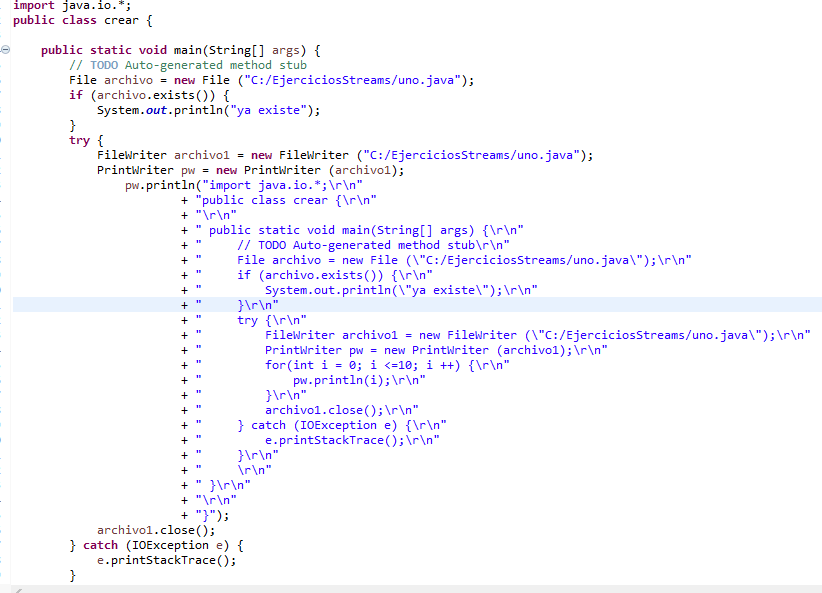 import java.io.*;
public class crear {
public static void main(String[] args) {
// TODO Auto-generated method stub
File archivo = new File ("C:/EjerciciosStreams/uno.java");
if (archivo.exists()) {
System.out.println("ya existe");
}
try {
FileWriter archivo1 = new FileWriter ("C:/EjerciciosStreams/uno.java");
PrintWriter pw = new PrintWriter (archivo1);
pw.println("import java.io.*;\r\n"
+ "public class crear {\r\n"
+ "\r\n"
+ " public static void main(String[] args) {\r\n"
+ "     // TODO Auto-generated method stub\r\n"
+ "     File archivo = new File (\"C:/EjerciciosStreams/uno.java\");\r\n"
+ "     if (archivo.exists()) {\r\n"
+ "         System.out.println(\"ya existe\");\r\n"
+ "     }\r\n"
+ "     try {\r\n"
+ "         FileWriter archivo1 = new FileWriter (\"C:/EjerciciosStreams/uno.java\");\r\n"
+ "         PrintWriter pw = new PrintWriter (archivo1);\r\n"
+ "         for(int i = 0; i <=10; i ++) {\r\n"
+ "             pw.println(i);\r\n"
+ "         }\r\n"
+ "         archivo1.close();\r\n"
+ "     } catch (IOException e) {\r\n"
+ "         e.printStackTrace();\r\n"
+ "     }\r\n"
+ "     \r\n"
+ " }\r\n"
+ "\r\n"
+ "}");
archivo1.close();
} catch (IOException e) {
e.printStackTrace();
}